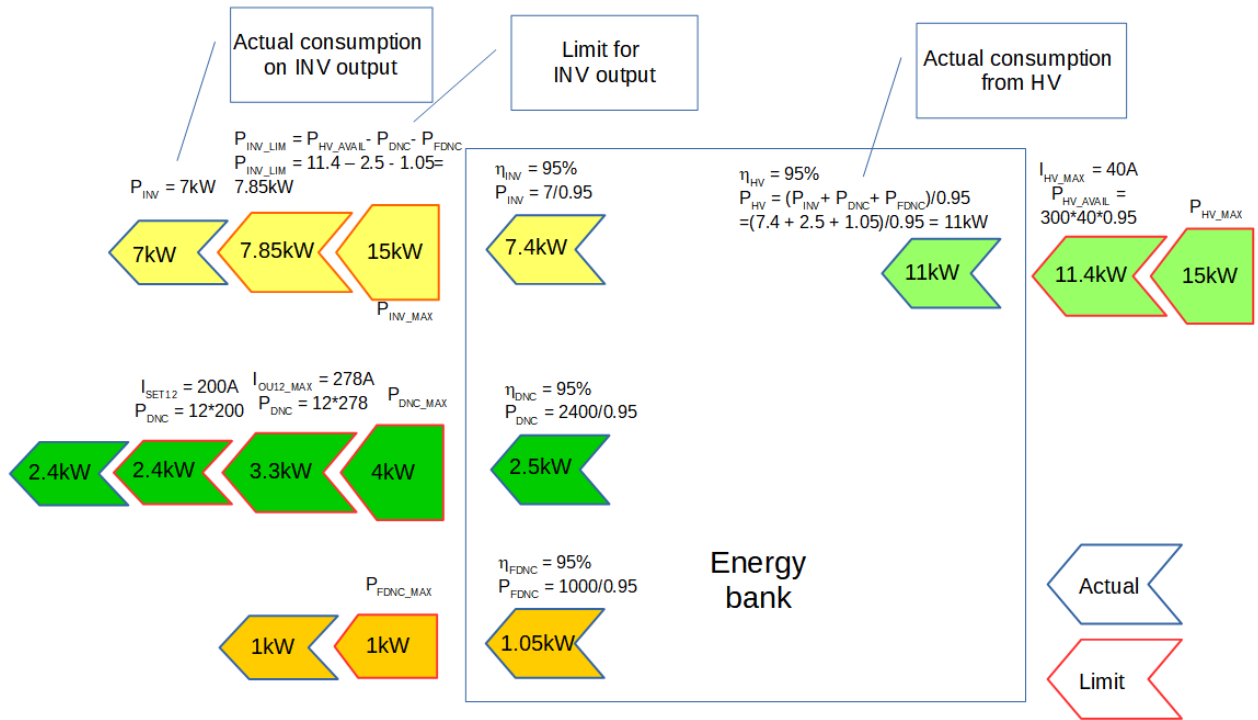 Actual consumption
on INV output
Limit for
INV output
Actual consumption
from HV
P_INV_LIM = P_HV_AVAIL- P_DNC- P_FDNC
P_INV_LIM = 11.4 – 2.5 - 1.05=
7.85kW
P_INV = 7kW
7kW
7.85kW
15kW
P_INV_MAX
η_INV = 95%
P_INV = 7/0.95
7.4kW
η_HV = 95%
P_HV = (P_INV+ P_DNC+ P_FDNC)/0.95
=(7.4 + 2.5 + 1.05)/0.95 = 11kW
11kW
I_HV_MAX = 40A
P_HV_AVAIL =
300*40*0.95
P_HV_MAX
11.4kW
15kW
I_SET12 = 200A
P_DNC = 12*200
I_OU12_MAX = 278A
P_DNC = 12*278
P_DNC_MAX
2.4kW
2.4kW
3.3kW
4kW
η_DNC = 95%
P_DNC = 2400/0.95
2.5kW
P_FDNC_MAX
1kW
1kW
η_FDNC = 95%
P_FDNC = 1000/0.95
1.05kW
Energy
bank
Actual
Limit